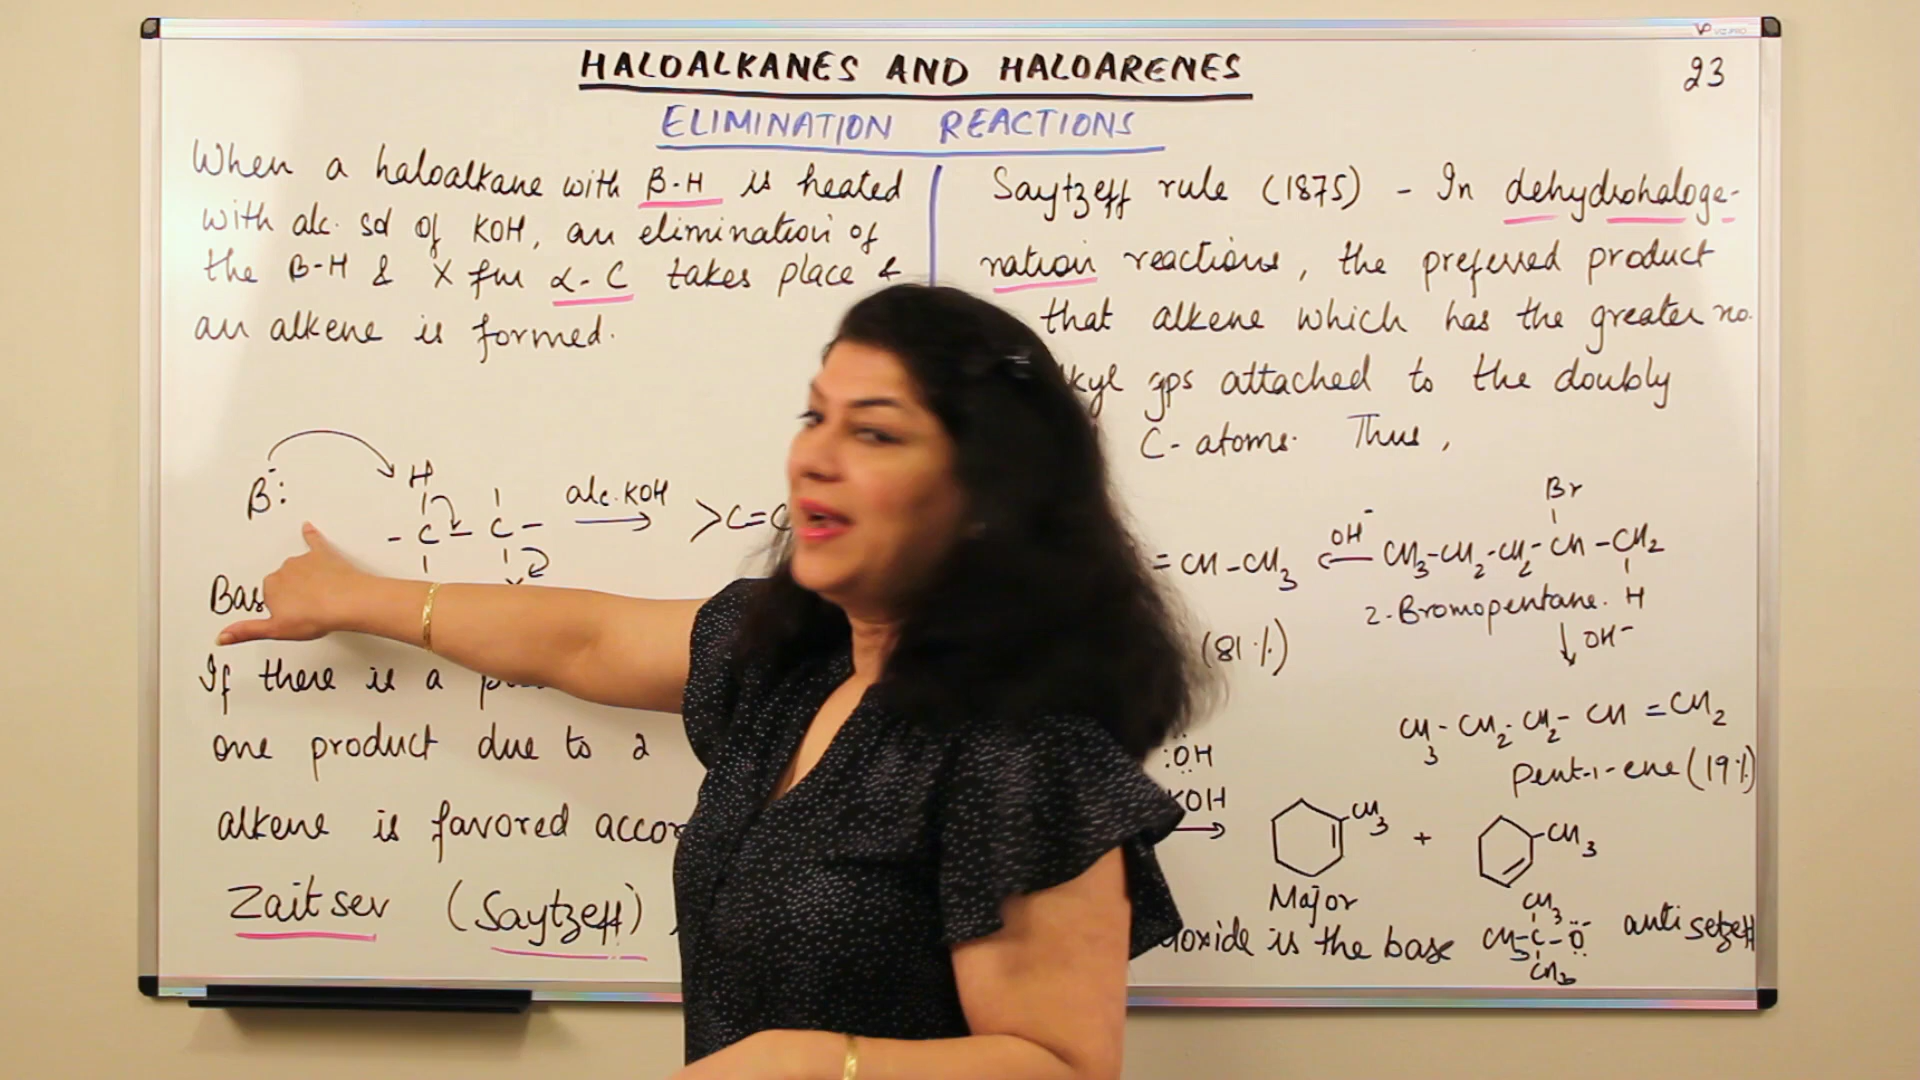 HALOALKANES AND HALOARENES
23
ELIMINATION REACTIONS
When a haloalkane with β-H is heated
with alc. sol of KOH, an elimination of
the β-H & X fm α-C takes place &
an alkene is formed.
B:⁻
H
-C-C-
alc. KOH
>C=C
Bas
If there is a
one product due to 2
alkene is favored accor
Zaitsev (Saytzeff)
Saytzeff rule (1875) - In dehydrohaloge-
nation reactions, the preferred product
that alkene which has the greater no.
lkyl gps attached to the doubly
C-atoms. Thus,
Br
= CH-CH3 ← OH⁻ CH3-CH2-CH2-CH-CH2
2-Bromopentane. H
(81%)
↓ OH⁻
CH3-CH2-CH2-CH=CH2
pent-1-ene (19%)
:OH
KOH
CH3 + CH3
Major
oxide is the base
CH3
CH3-C-O⁻
CH3
anti setzeff
VIZ-PRO